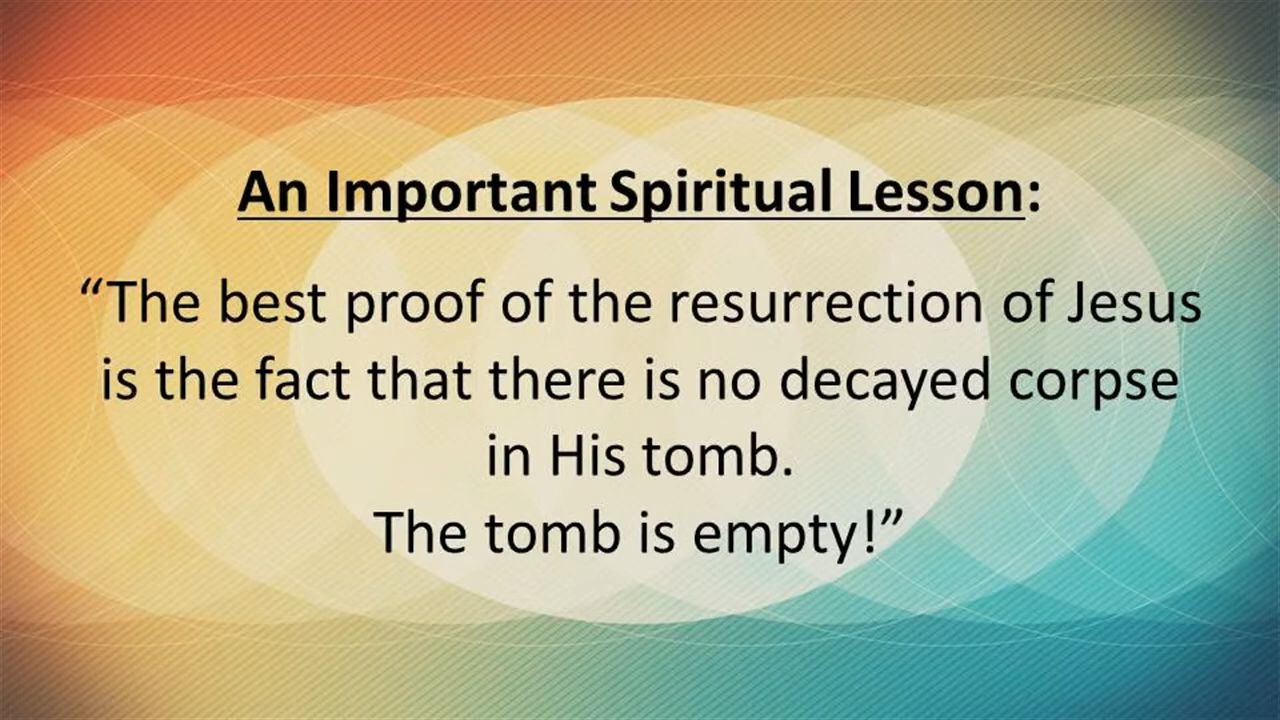 An Important Spiritual Lesson:
“The best proof of the resurrection of Jesus
is the fact that there is no decayed corpse
in His tomb.
The tomb is empty!”